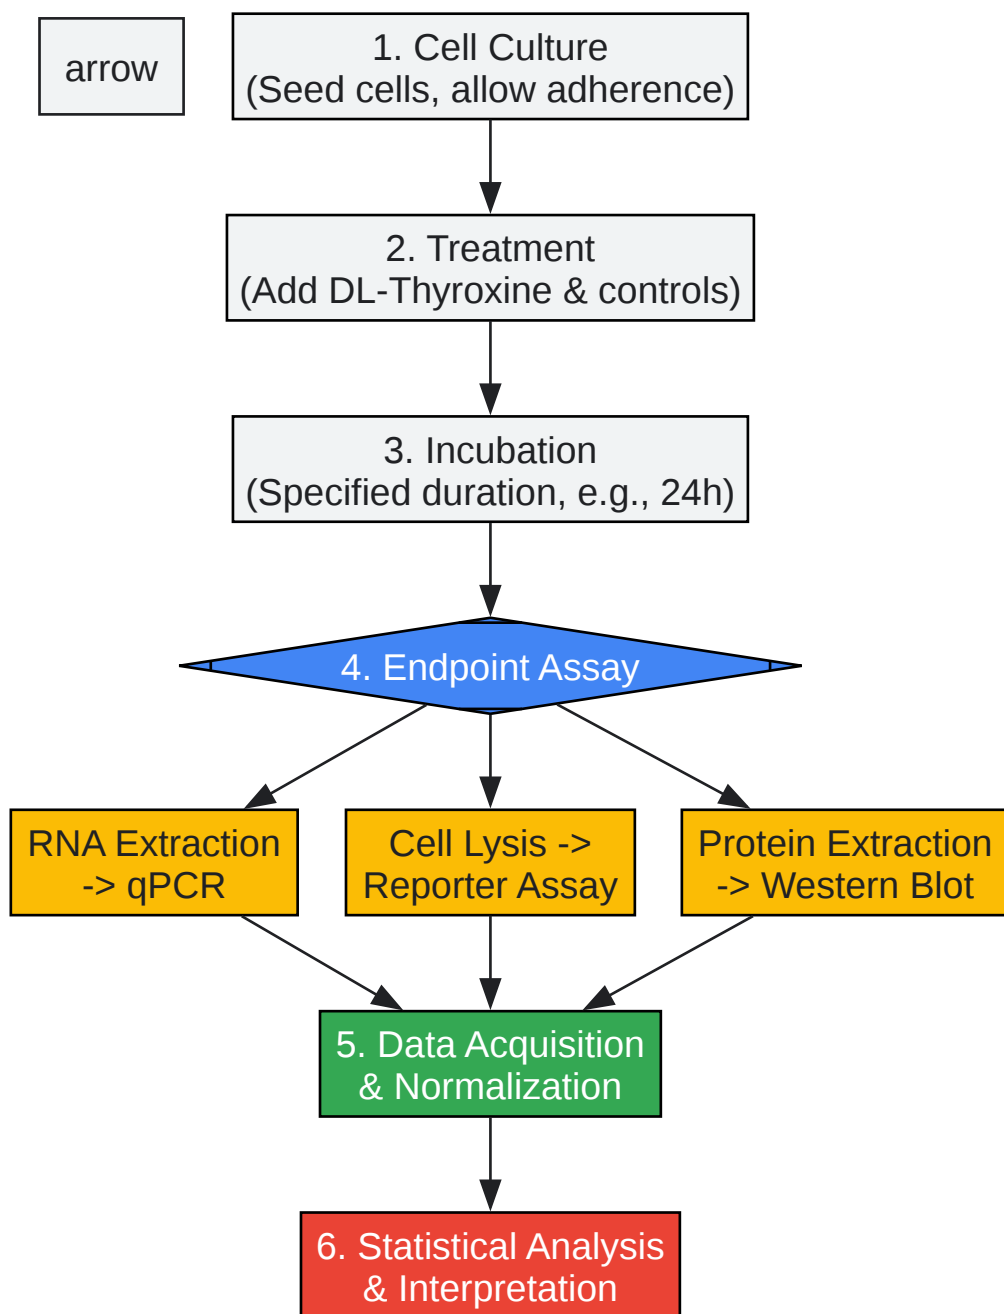 arrow
1. Cell Culture
(Seed cells, allow adherence)
2. Treatment
(Add DL-Thyroxine & controls)
3. Incubation
(Specified duration, e.g., 24h)
4. Endpoint Assay
RNA Extraction
-> qPCR
Cell Lysis ->
Reporter Assay
Protein Extraction
-> Western Blot
5. Data Acquisition
& Normalization
6. Statistical Analysis
& Interpretation